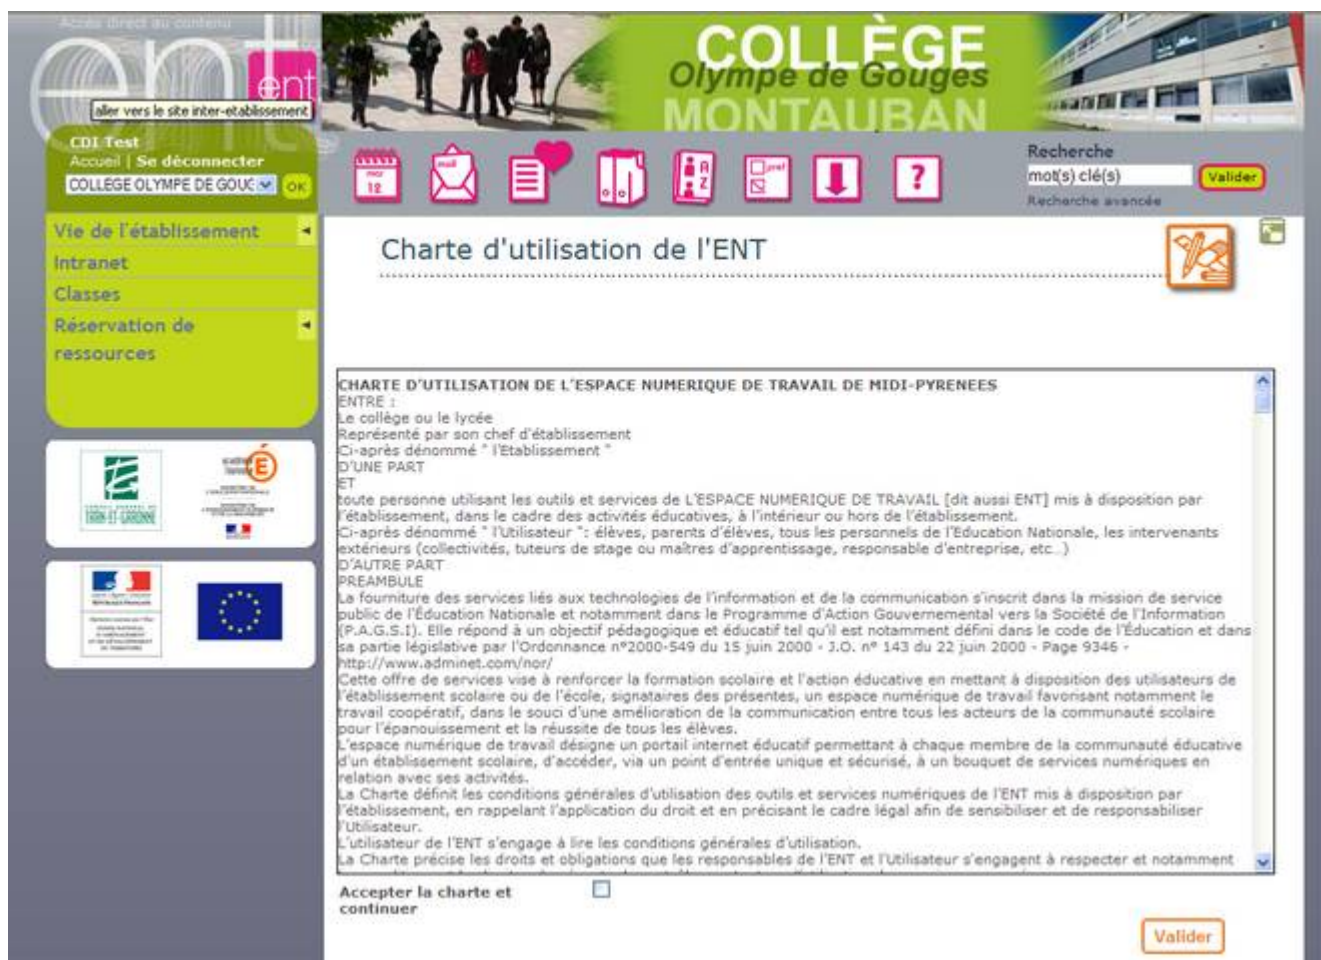 Accès direct au contenu
ent
ent
aller vers le site inter-etablissement
COLLÈGE
Olympe de Gouges
MONTAUBAN
CDI Test
Accueil | Se déconnecter
COLLEGE OLYMPE DE GOUC
OK
mar
12
mail
A
Z
pref
?
Recherche
mot(s) clé(s)
Valider
Recherche avancée
Vie de l'établissement
Intranet
Classes
Réservation de
ressources
TARN-ET-GARONNE
Charte d'utilisation de l'ENT
CHARTE D'UTILISATION DE L'ESPACE NUMERIQUE DE TRAVAIL DE MIDI-PYRENEES
ENTRE :
Le collège ou le lycée
Représenté par son chef d'établissement
Ci-après dénommé " l'Etablissement "
D'UNE PART
ET
toute personne utilisant les outils et services de L'ESPACE NUMERIQUE DE TRAVAIL [dit aussi ENT] mis à disposition par
l'établissement, dans le cadre des activités éducatives, à l'intérieur ou hors de l'établissement.
Ci-après dénommé " l'Utilisateur ": élèves, parents d'élèves, tous les personnels de l'Education Nationale, les intervenants
extérieurs (collectivités, tuteurs de stage ou maîtres d'apprentissage, responsable d'entreprise, etc…)
D'AUTRE PART
PREAMBULE
La fourniture des services liés aux technologies de l'information et de la communication s'inscrit dans la mission de service
public de l'Éducation Nationale et notamment dans le Programme d'Action Gouvernemental vers la Société de l'Information
(P.A.G.S.I). Elle répond à un objectif pédagogique et éducatif tel qu'il est notamment défini dans le code de l'Éducation et dans
sa partie législative par l'Ordonnance n°2000-549 du 15 juin 2000 - J.O. n° 143 du 22 juin 2000 - Page 9346 -
http://www.adminet.com/nor/
Cette offre de services vise à renforcer la formation scolaire et l'action éducative en mettant à disposition des utilisateurs de
l'établissement scolaire ou de l'école, signataires des présentes, un espace numérique de travail favorisant notamment le
travail coopératif, dans le souci d'une amélioration de la communication entre tous les acteurs de la communauté scolaire
pour l'épanouissement et la réussite de tous les élèves.
L'espace numérique de travail désigne un portail internet éducatif permettant à chaque membre de la communauté éducative
d'un établissement scolaire, d'accéder, via un point d'entrée unique et sécurisé, à un bouquet de services numériques en
relation avec ses activités.
La Charte définit les conditions générales d'utilisation des outils et services numériques de l'ENT mis à disposition par
l'établissement, en rappelant l'application du droit et en précisant le cadre légal afin de sensibiliser et de responsabiliser
l'Utilisateur.
L'utilisateur de l'ENT s'engage à lire les conditions générales d'utilisation.
La Charte précise les droits et obligations que les responsables de l'ENT et l'Utilisateur s'engagent à respecter et notamment
Accepter la charte et
continuer
Valider